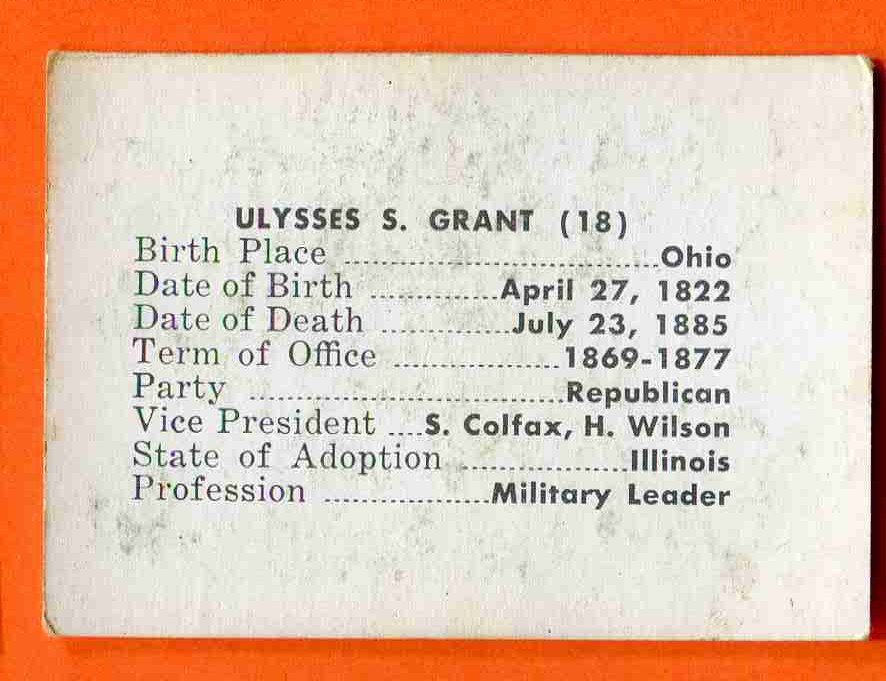 ULYSSES S. GRANT (18)
Birth Place ................................Ohio
Date of Birth .............April 27, 1822
Date of Death .............July 23, 1885
Term of Office .................1869-1877
Party ................................Republican
Vice President ....S. Colfax, H. Wilson
State of Adoption .................Illinois
Profession .................Military Leader